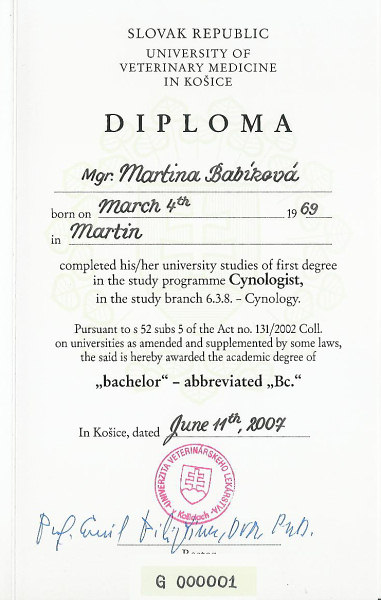 SLOVAK REPUBLIC
UNIVERSITY OF
VETERINARY MEDICINE
IN KOŠICE
DIPLOMA
Mgr. Martina Babíková
born on March 4th 1969
in Martin
completed his/her university studies of first degree
in the study programme Cynologist,
in the study branch 6.3.8. – Cynology.
Pursuant to s 52 subs 5 of the Act no. 131/2002 Coll.
on universities as amended and supplemented by some laws,
the said is hereby awarded the academic degree of
„bachelor“ – abbreviated „Bc.“
In Košice, dated June 11th, 2007
UNIVERZITA VETERINÁRSKEHO LEKÁRSTVA
v Košiciach
Prof. Emil
G 000001